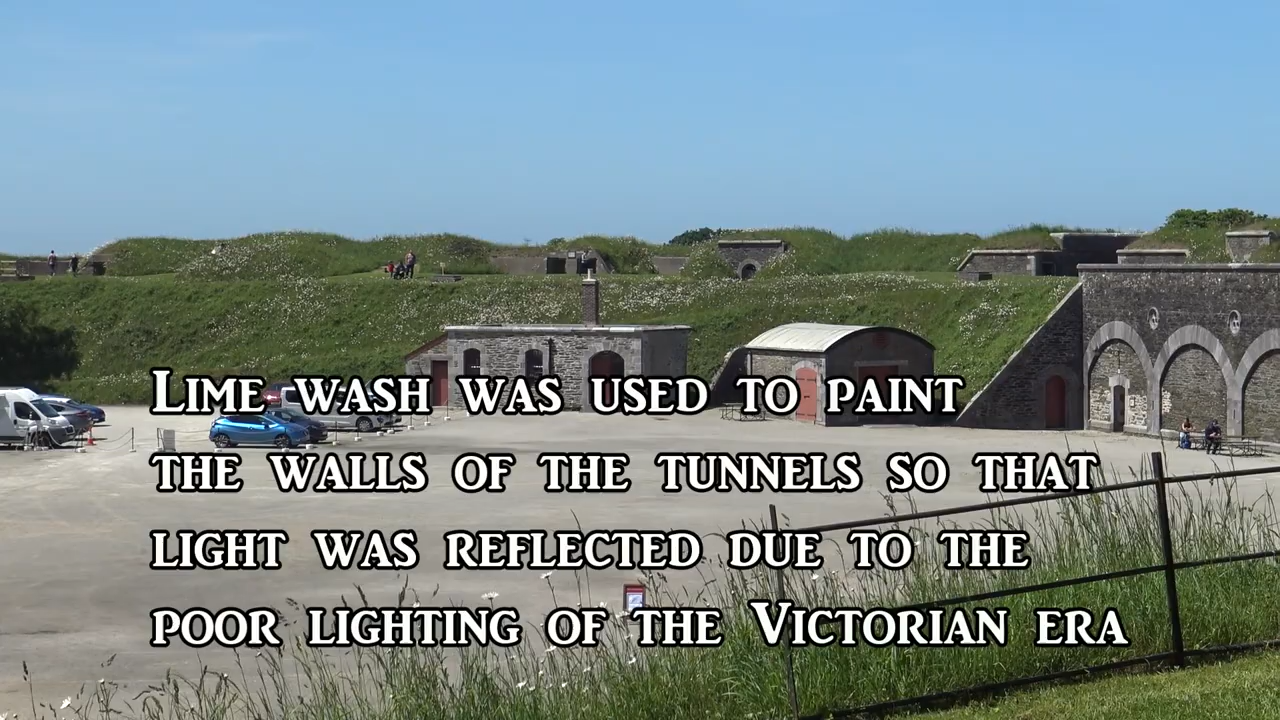 Lime wash was used to paint
the walls of the tunnels so that
light was reflected due to the
poor lighting of the Victorian era